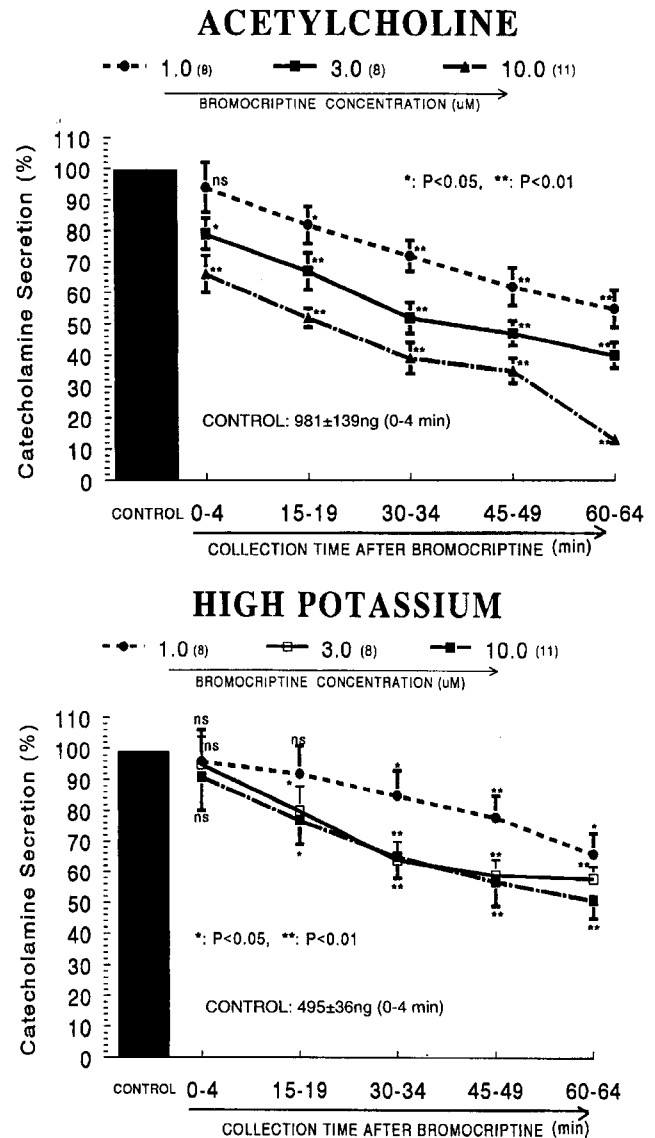 ACETYLCHOLINE
1.0 (8) 3.0 (8) 10.0 (11)
BROMOCRIPTINE CONCENTRATION (uM)
Catecholamine Secretion (%)
110
100
90
80
70
60
50
40
30
20
10
0
ns
*
**
**
**
*: P<0.05, **: P<0.01
*
**
**
**
**
**
**
**
**
**
**
CONTROL: 981±139ng (0-4 min)
CONTROL 0-4 15-19 30-34 45-49 60-64
COLLECTION TIME AFTER BROMOCRIPTINE (min)
HIGH POTASSIUM
1.0 (8) 3.0 (8) 10.0 (11)
BROMOCRIPTINE CONCENTRATION (uM)
Catecholamine Secretion (%)
110
100
90
80
70
60
50
40
30
20
10
0
ns
ns
ns
ns
*
*
*
**
**
**
**
**
*
**
**
*: P<0.05, **: P<0.01
CONTROL: 495±36ng (0-4 min)
CONTROL 0-4 15-19 30-34 45-49 60-64
COLLECTION TIME AFTER BROMOCRIPTINE (min)